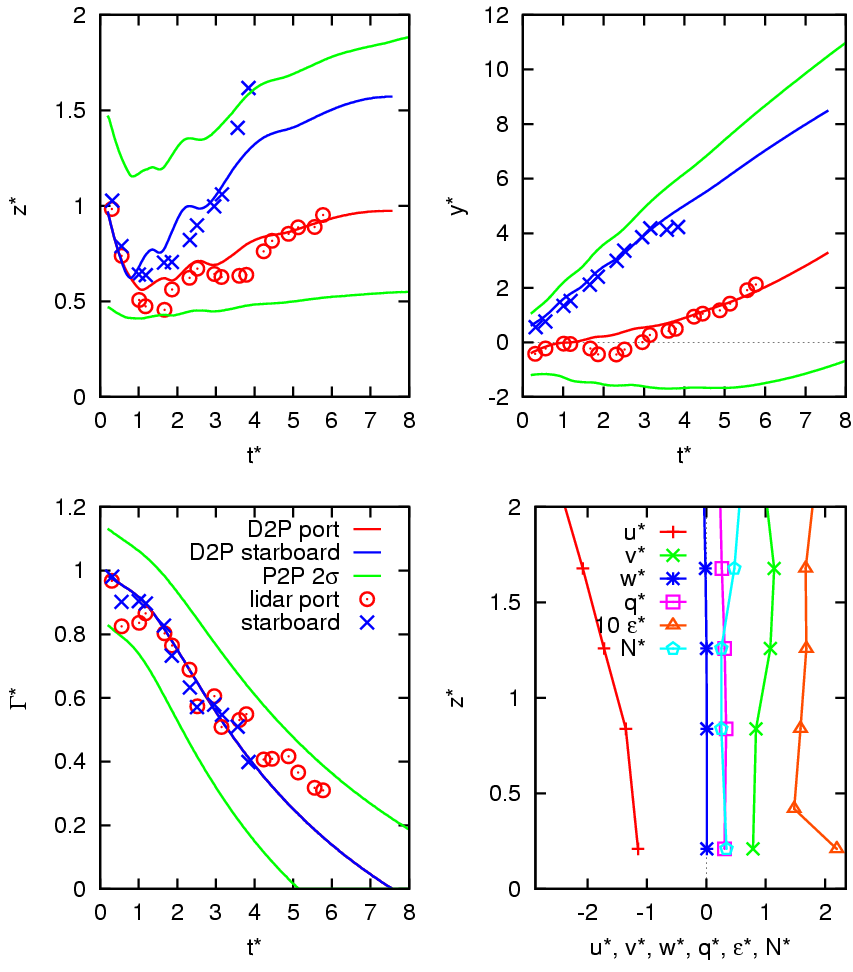 2
1.5
1
0.5
0
z*
0 1 2 3 4 5 6 7 8
t*
12
10
8
6
4
2
0
-2
y*
0 1 2 3 4 5 6 7 8
t*
1.2
1
0.8
0.6
0.4
0.2
0
Γ*
D2P port
D2P starboard
P2P 2σ
lidar port
starboard
0 1 2 3 4 5 6 7 8
t*
2
1.5
1
0.5
0
z*
u*
v*
w*
q*
10 ε*
N*
-2 -1 0 1 2
u*, v*, w*, q*, ε*, N*